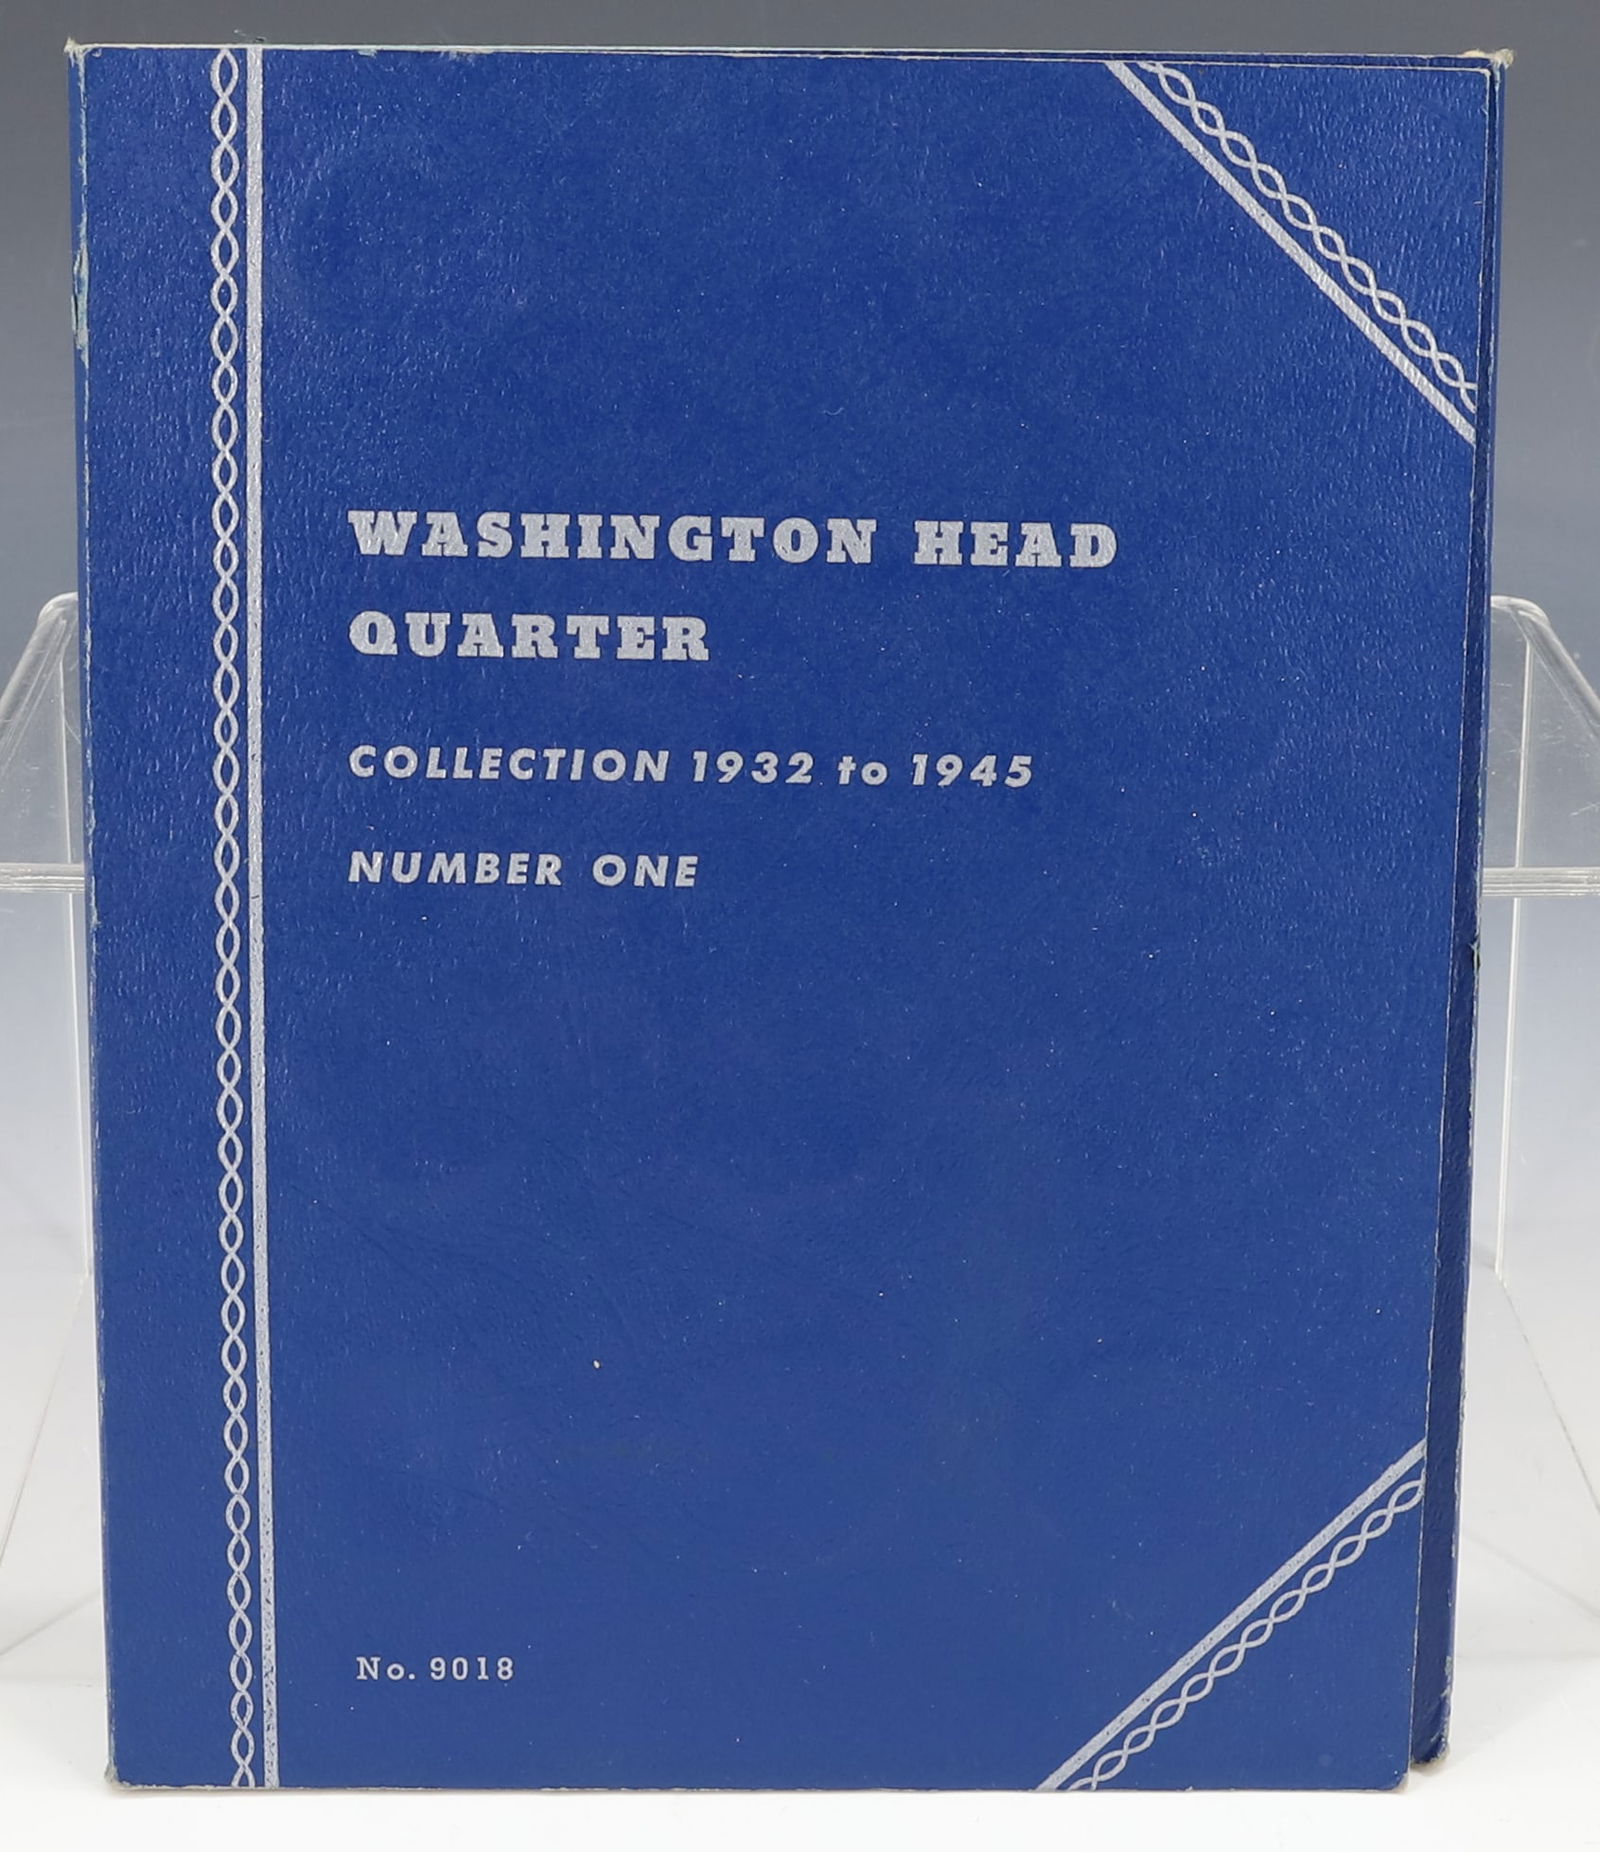 WASHINGTON HEAD
QUARTER
COLLECTION 1932 to 1945
NUMBER ONE
No. 9018